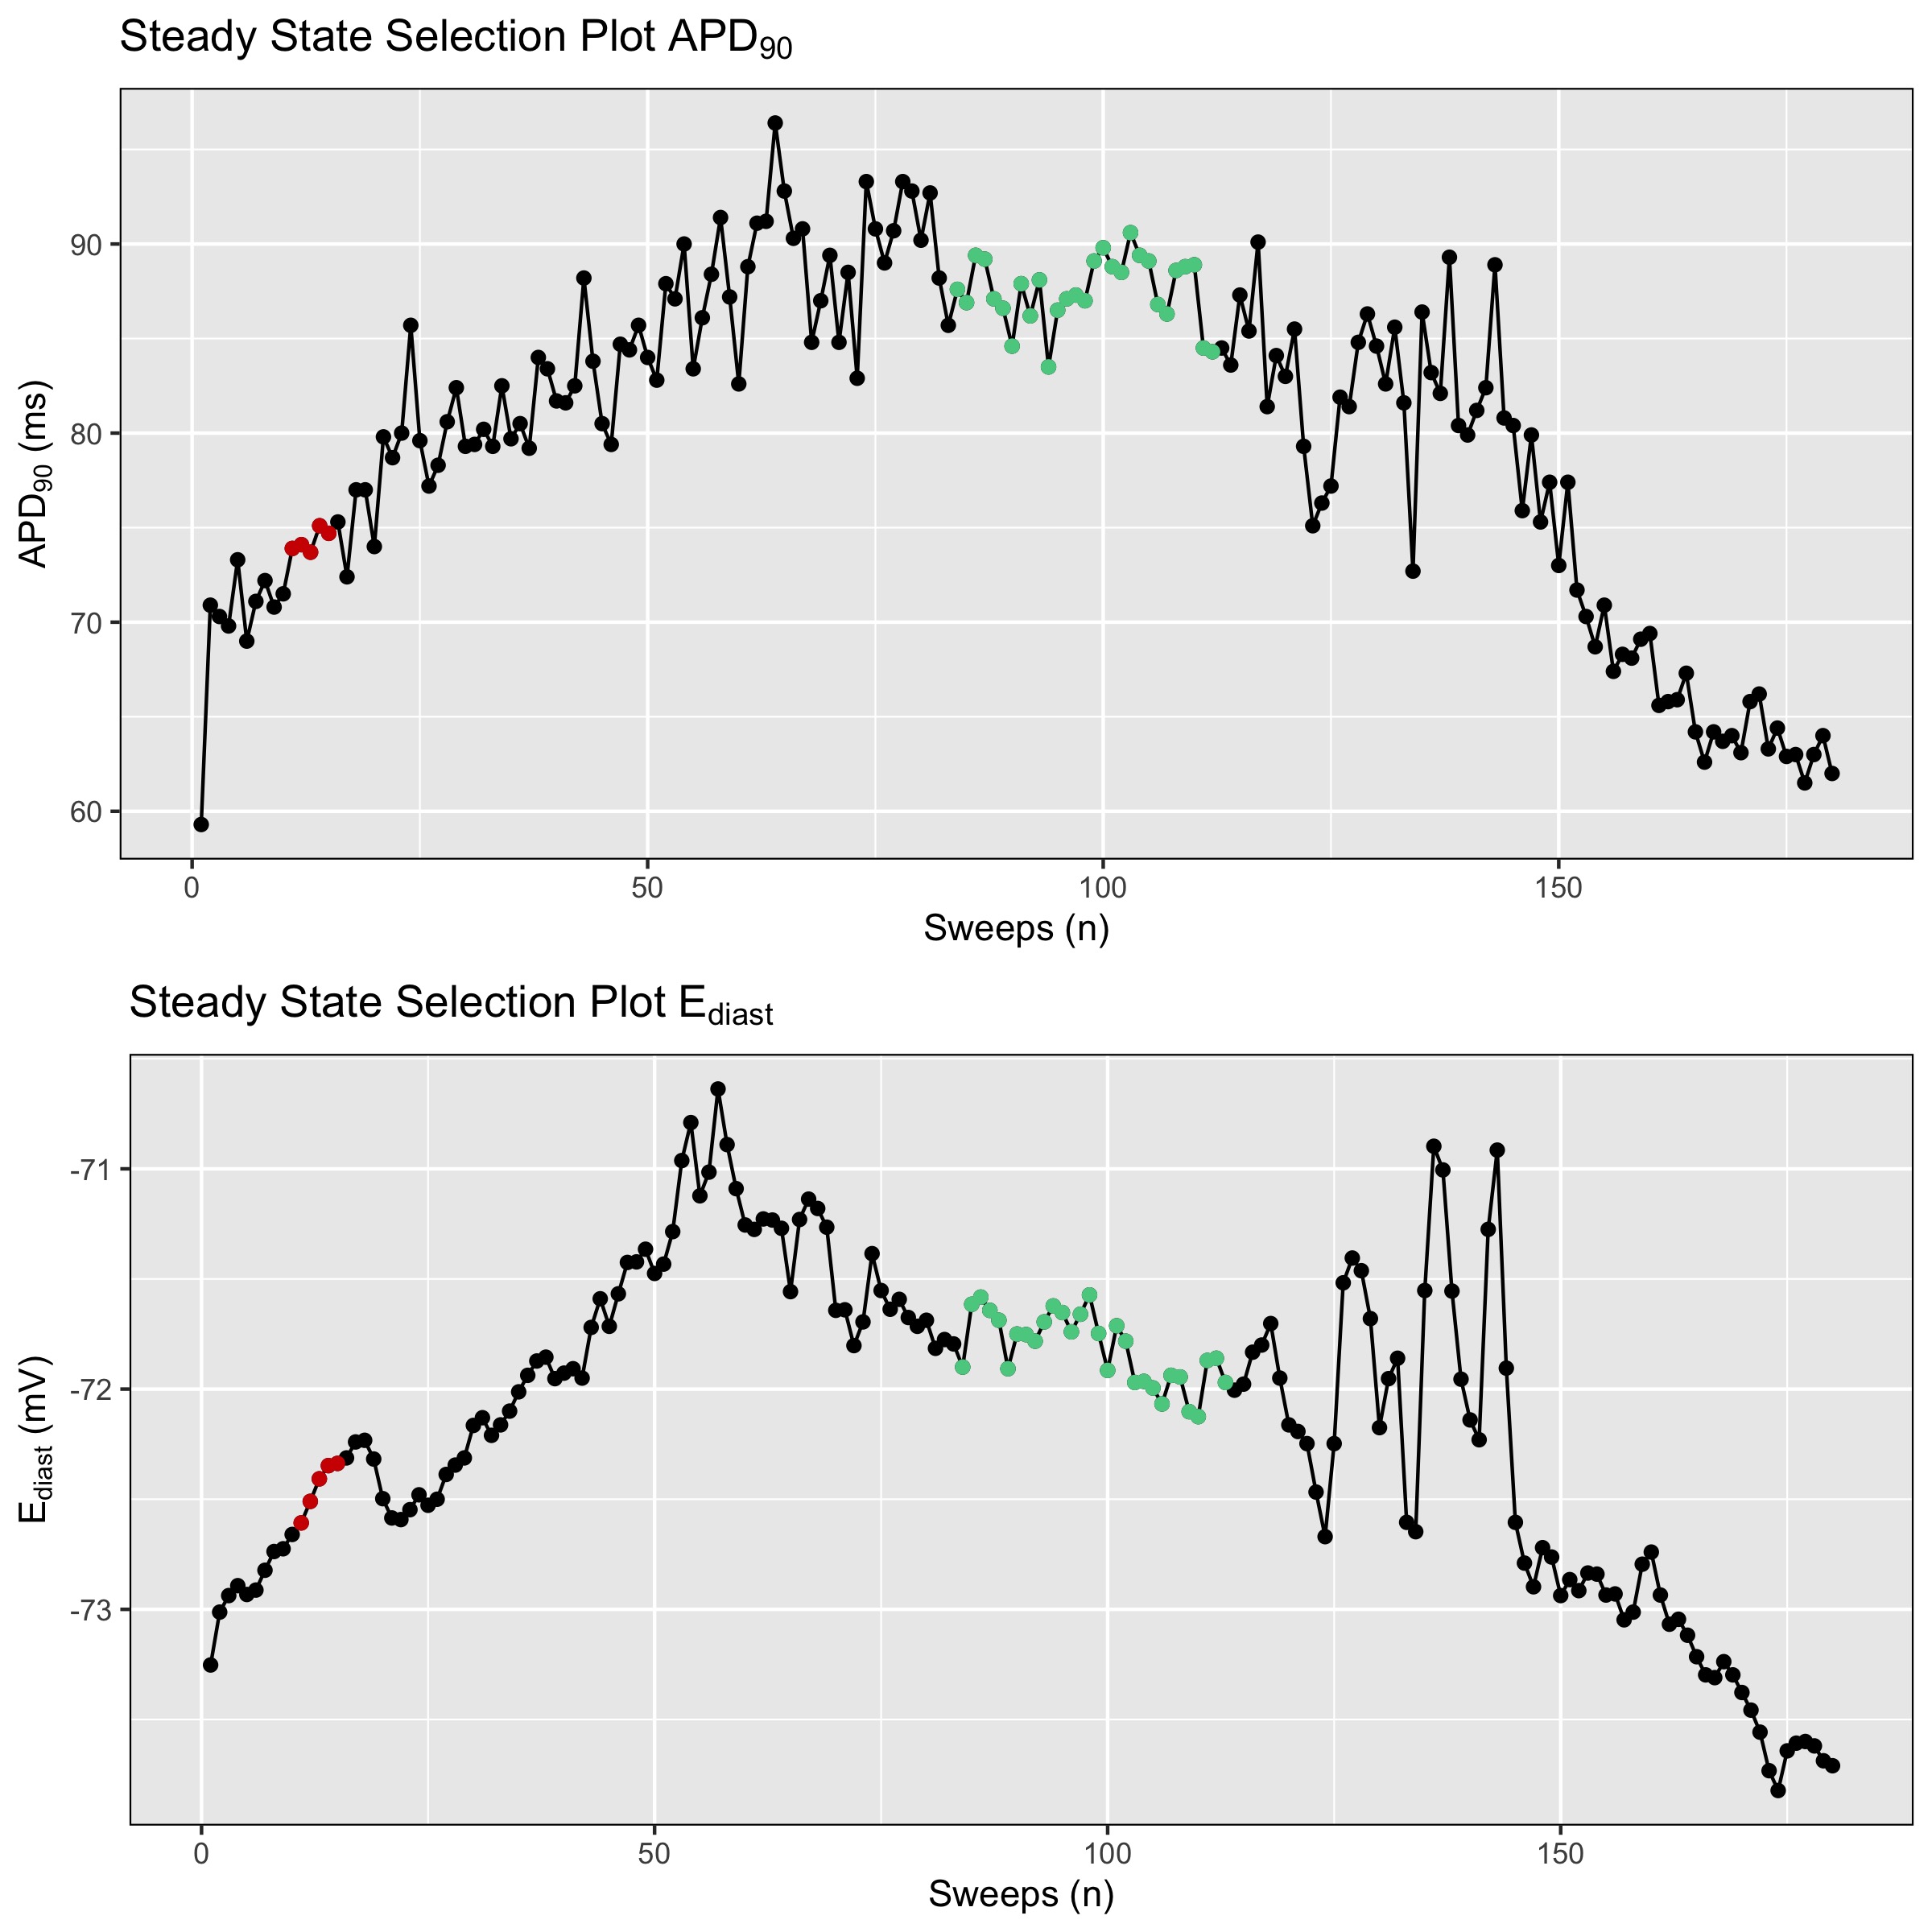 Steady State Selection Plot APD90
90
80
70
60
APD90 (ms)
0 50 100 150
Sweeps (n)
Steady State Selection Plot Ediast
-71
-72
-73
Ediast (mV)
0 50 100 150
Sweeps (n)